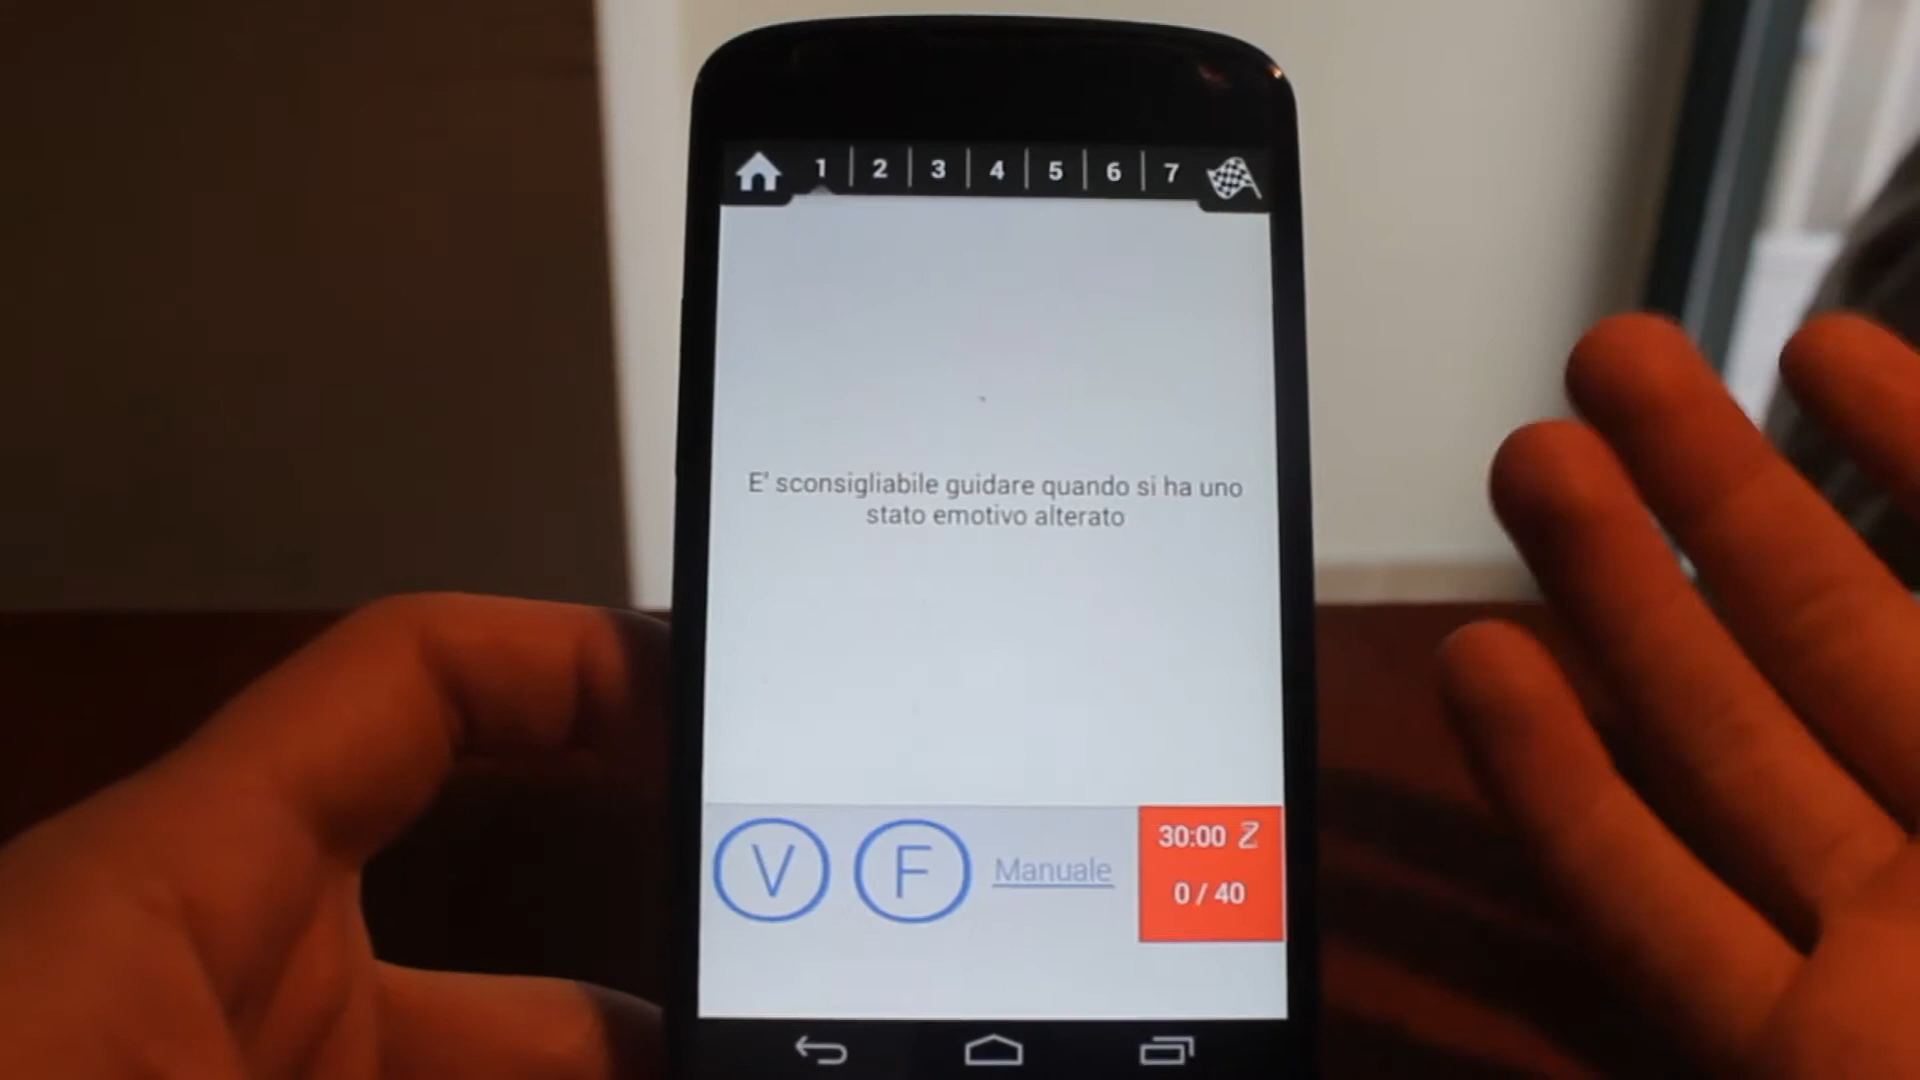 1 2 3 4 5 6 7
E' sconsigliabile guidare quando si ha uno
stato emotivo alterato
V F Manuale
30:00
0 / 40